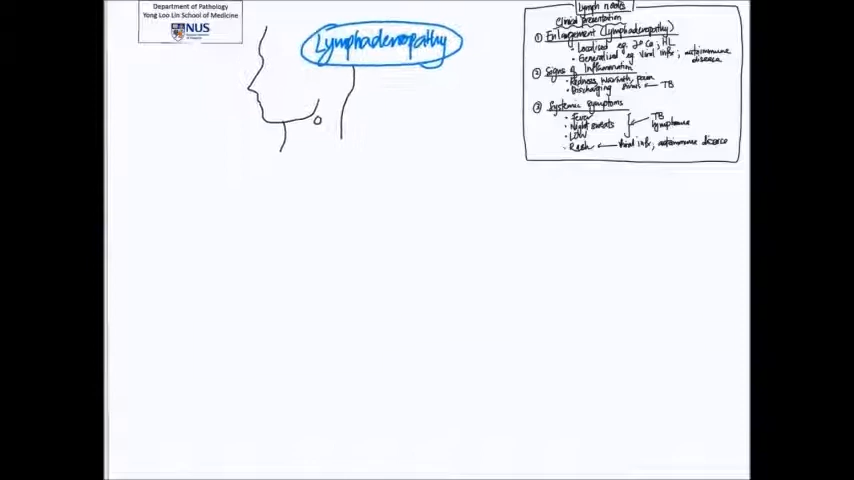 Department of Pathology
Yong Loo Lin School of Medicine
NUS
Lymphadenopathy
Lymph nodes
Clinical presentation
① Enlargement (lymphadenopathy)
• Localised eg. 2° Ca, HL
• Generalised eg viral infx, autoimmune disease
② Signs of Inflammation
• Redness, warmth, pain
• Discharging sinus ← TB
③ Systemic symptoms
• Fever
• Night sweats
• LOW
← TB
lymphoma
• Rash ← viral infx, autoimmune disease